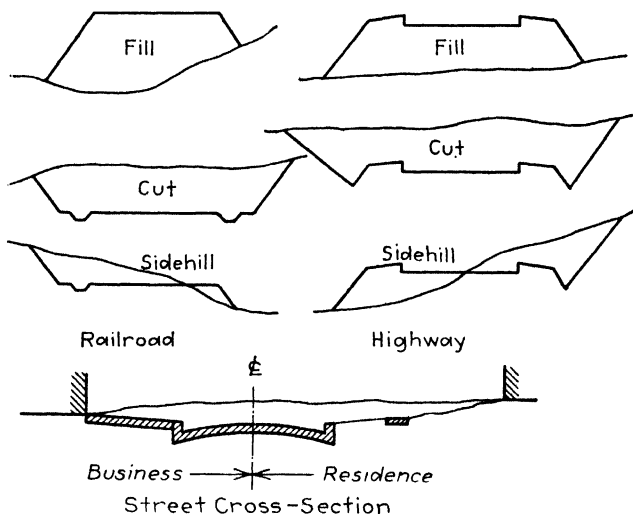 Fill
Fill
Cut
Cut
Sidehill
Sidehill
Railroad
Highway
℄
Business
Residence
Street Cross-Section